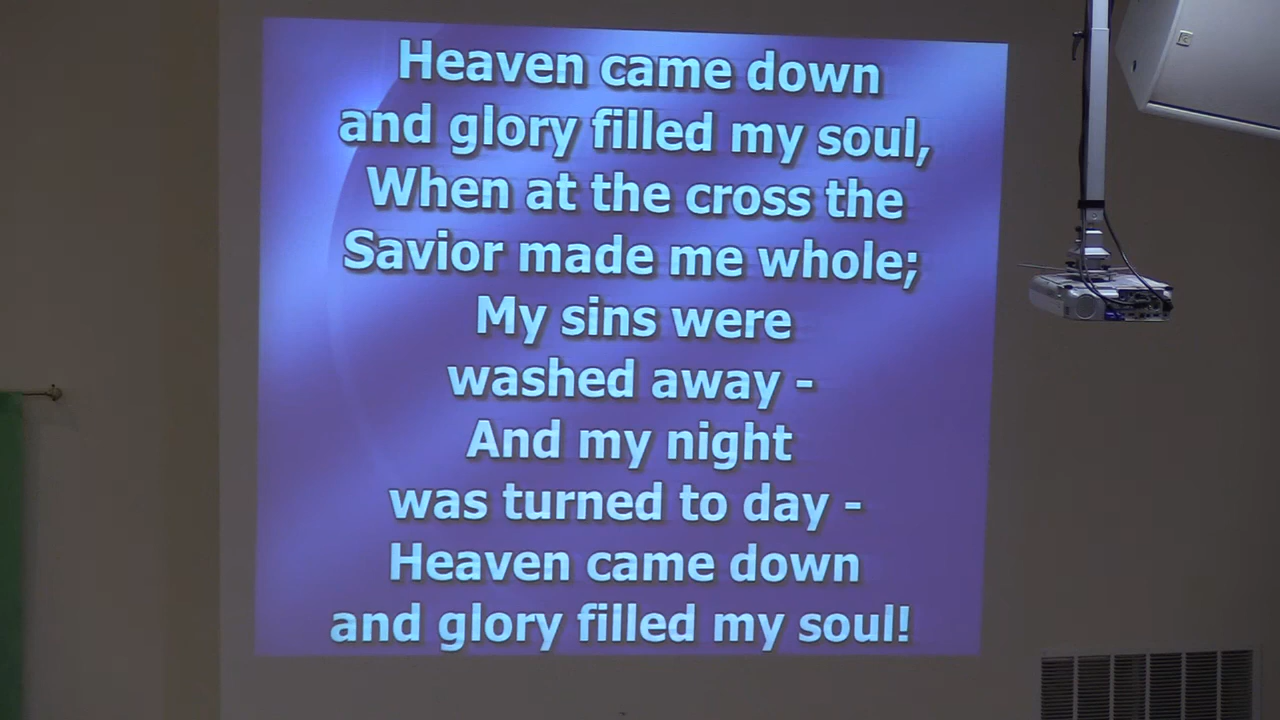 Heaven came down
and glory filled my soul,
When at the cross the
Savior made me whole;
My sins were
washed away -
And my night
was turned to day -
Heaven came down
and glory filled my soul!